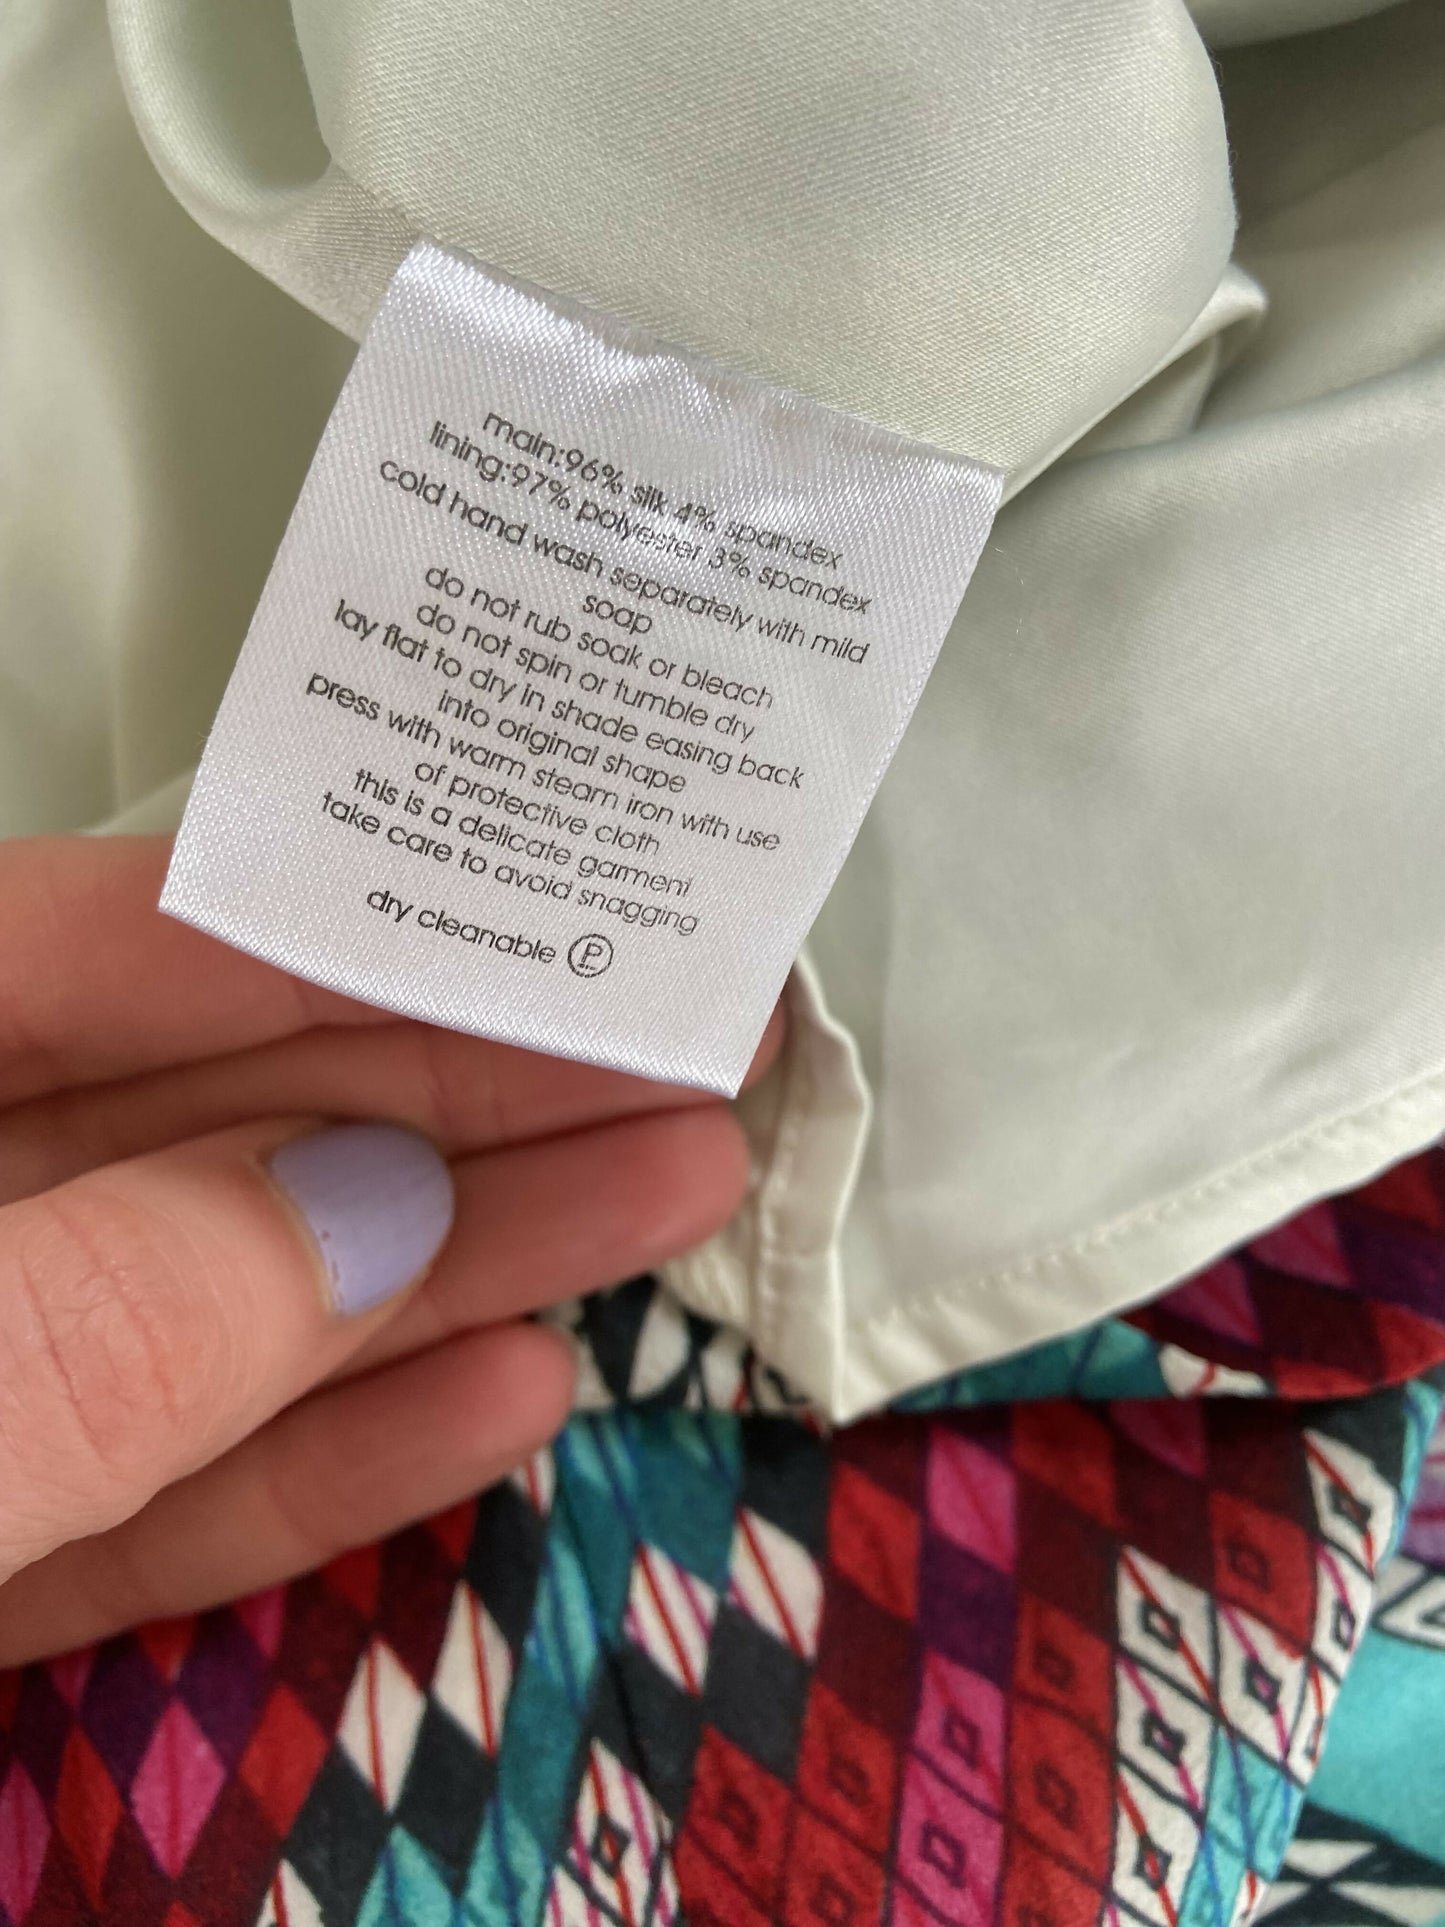 main:96% silk 4% spandex
lining:97% polyester 3% spandex
cold hand wash separately with mild
soap
do not rub soak or bleach
do not spin or tumble dry
lay flat to dry in shade easing back
into original shape
press with warm steam iron with use
of protective cloth
this is a delicate garment
take care to avoid snagging
dry cleanable P